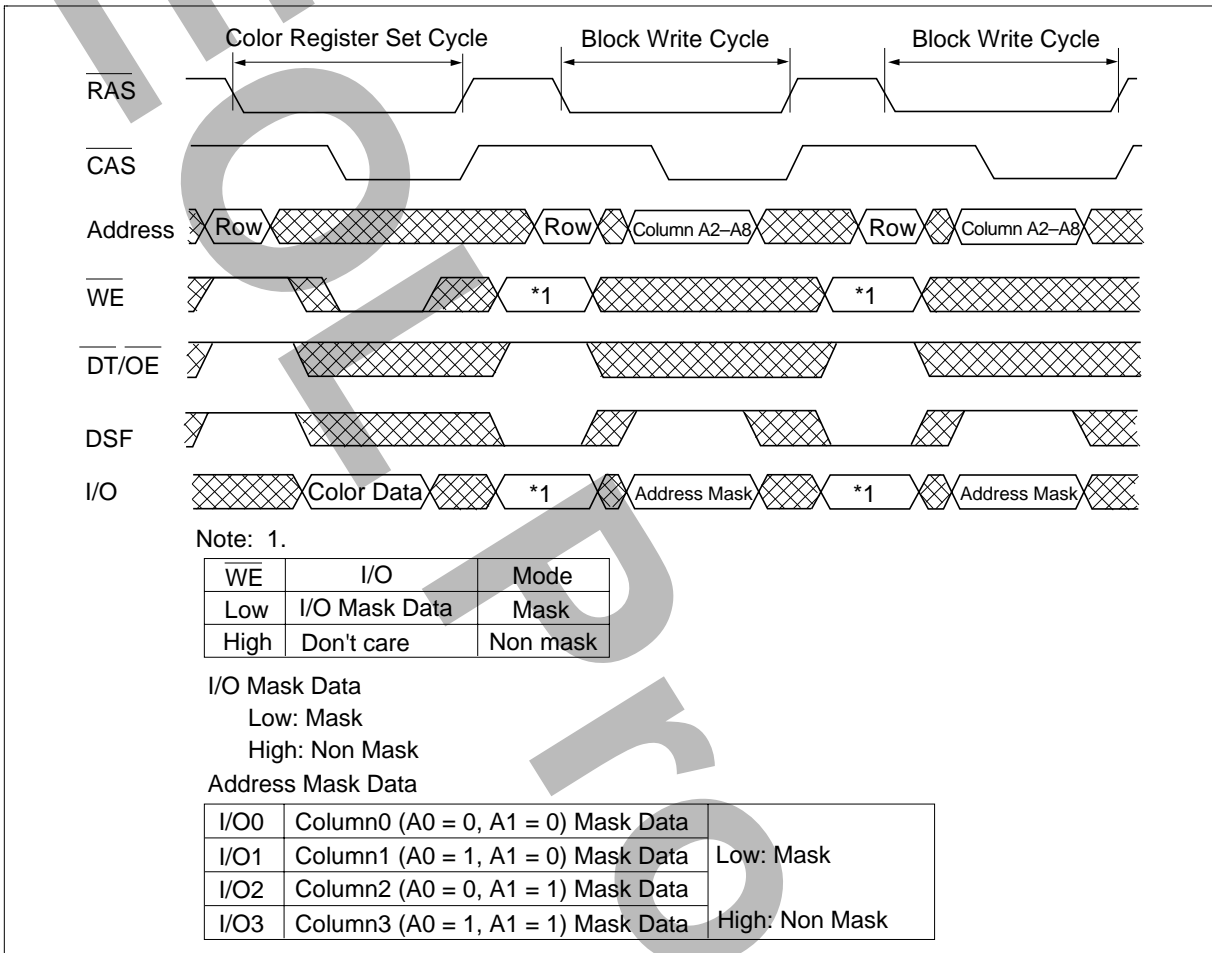 Color Register Set Cycle Block Write Cycle Block Write Cycle
RAS
CAS
Address Row Row Column A2–A8 Row Column A2–A8
WE *1 *1
DT/OE
DSF
I/O Color Data *1 Address Mask *1 Address Mask
Note: 1.
WE I/O Mode
Low I/O Mask Data Mask
High Don't care Non mask
I/O Mask Data
Low: Mask
High: Non Mask
Address Mask Data
I/O0 Column0 (A0 = 0, A1 = 0) Mask Data
I/O1 Column1 (A0 = 1, A1 = 0) Mask Data Low: Mask
I/O2 Column2 (A0 = 0, A1 = 1) Mask Data
I/O3 Column3 (A0 = 1, A1 = 1) Mask Data High: Non Mask